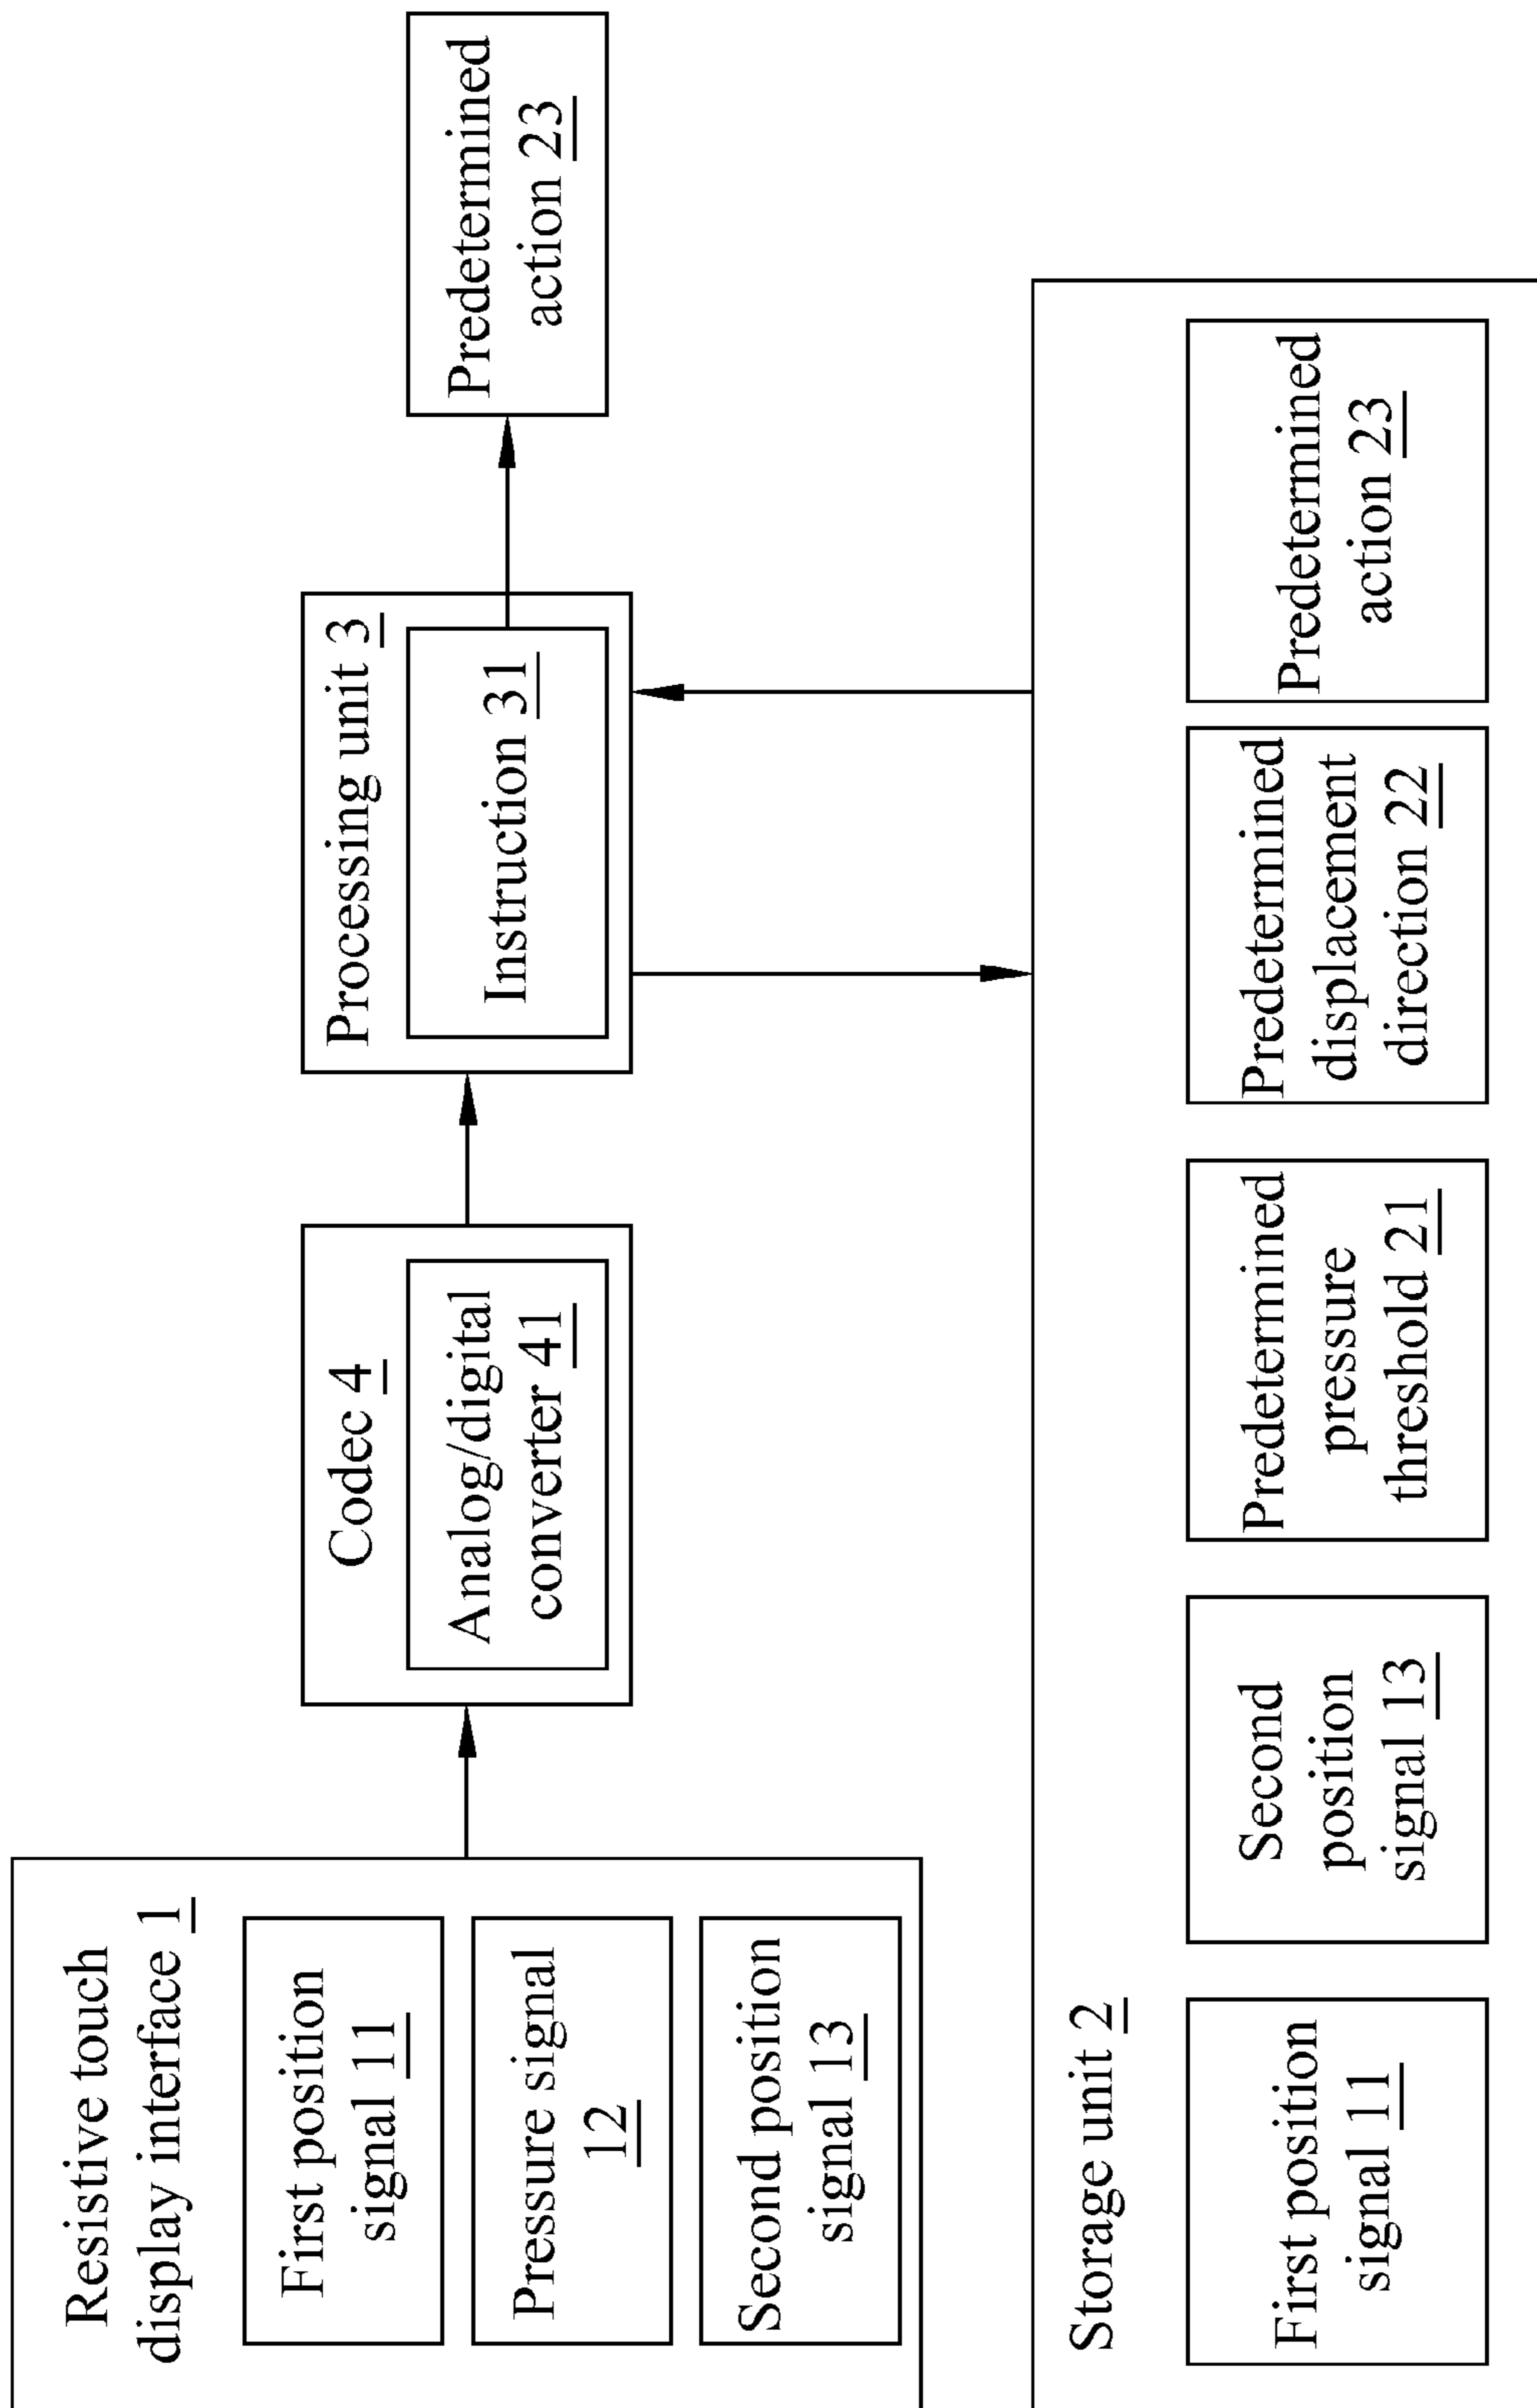 Resistive touch
display interface 1
First position
signal 11
Pressure signal
12
Second position
signal 13
Codec 4
Analog/digital
converter 41
Processing unit 3
Instruction 31
Predetermined
action 23
Storage unit 2
First position
signal 11
Second
position
signal 13
Predetermined
pressure
threshold 21
Predetermined
displacement
direction 22
Predetermined
action 23